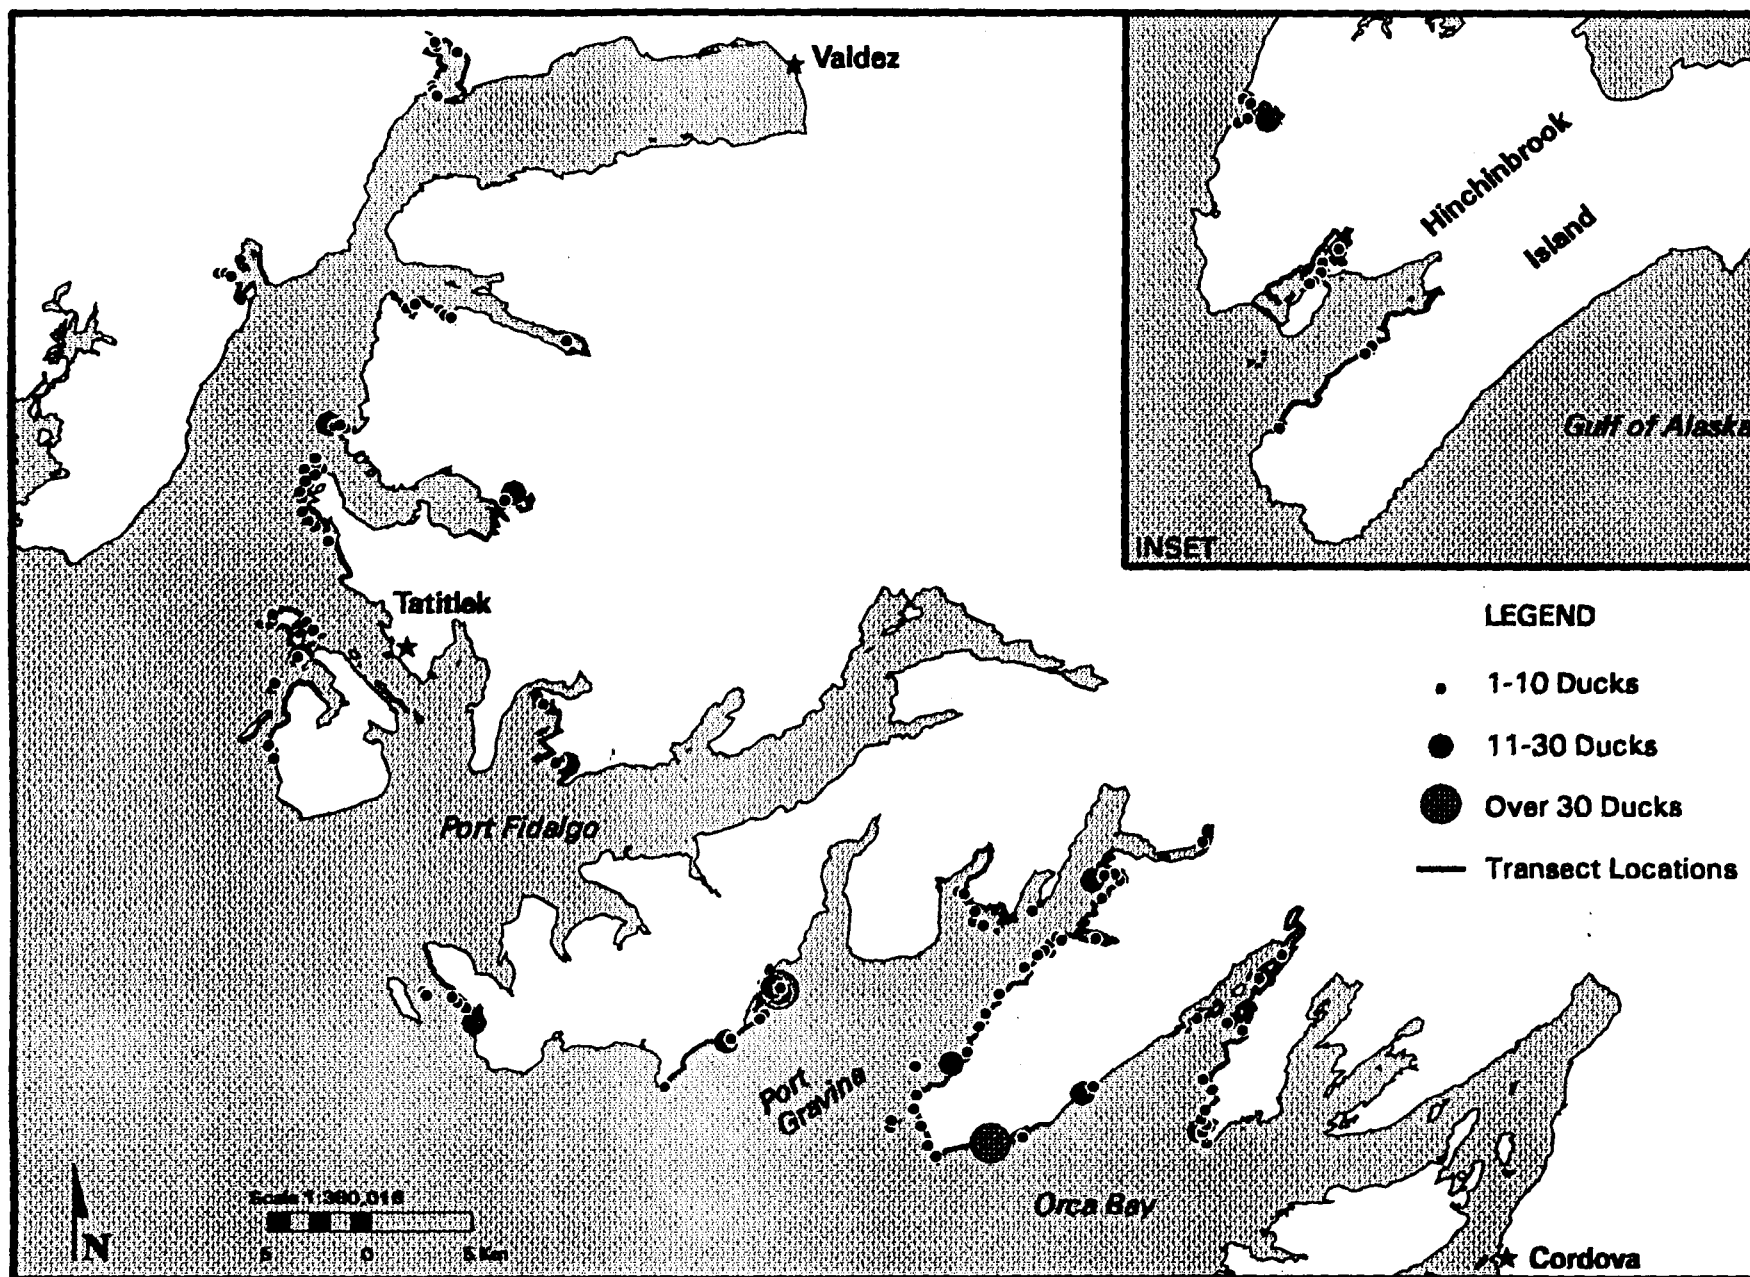 Valdez
Hinchinbrook
Island
Gulf of Alaska
INSET
Tatitlek
LEGEND
1-10 Ducks
11-30 Ducks
Over 30 Ducks
Transect Locations
Port Fidalgo
Port
Gravina
Orca Bay
N
5 0 5 Km
Cordova